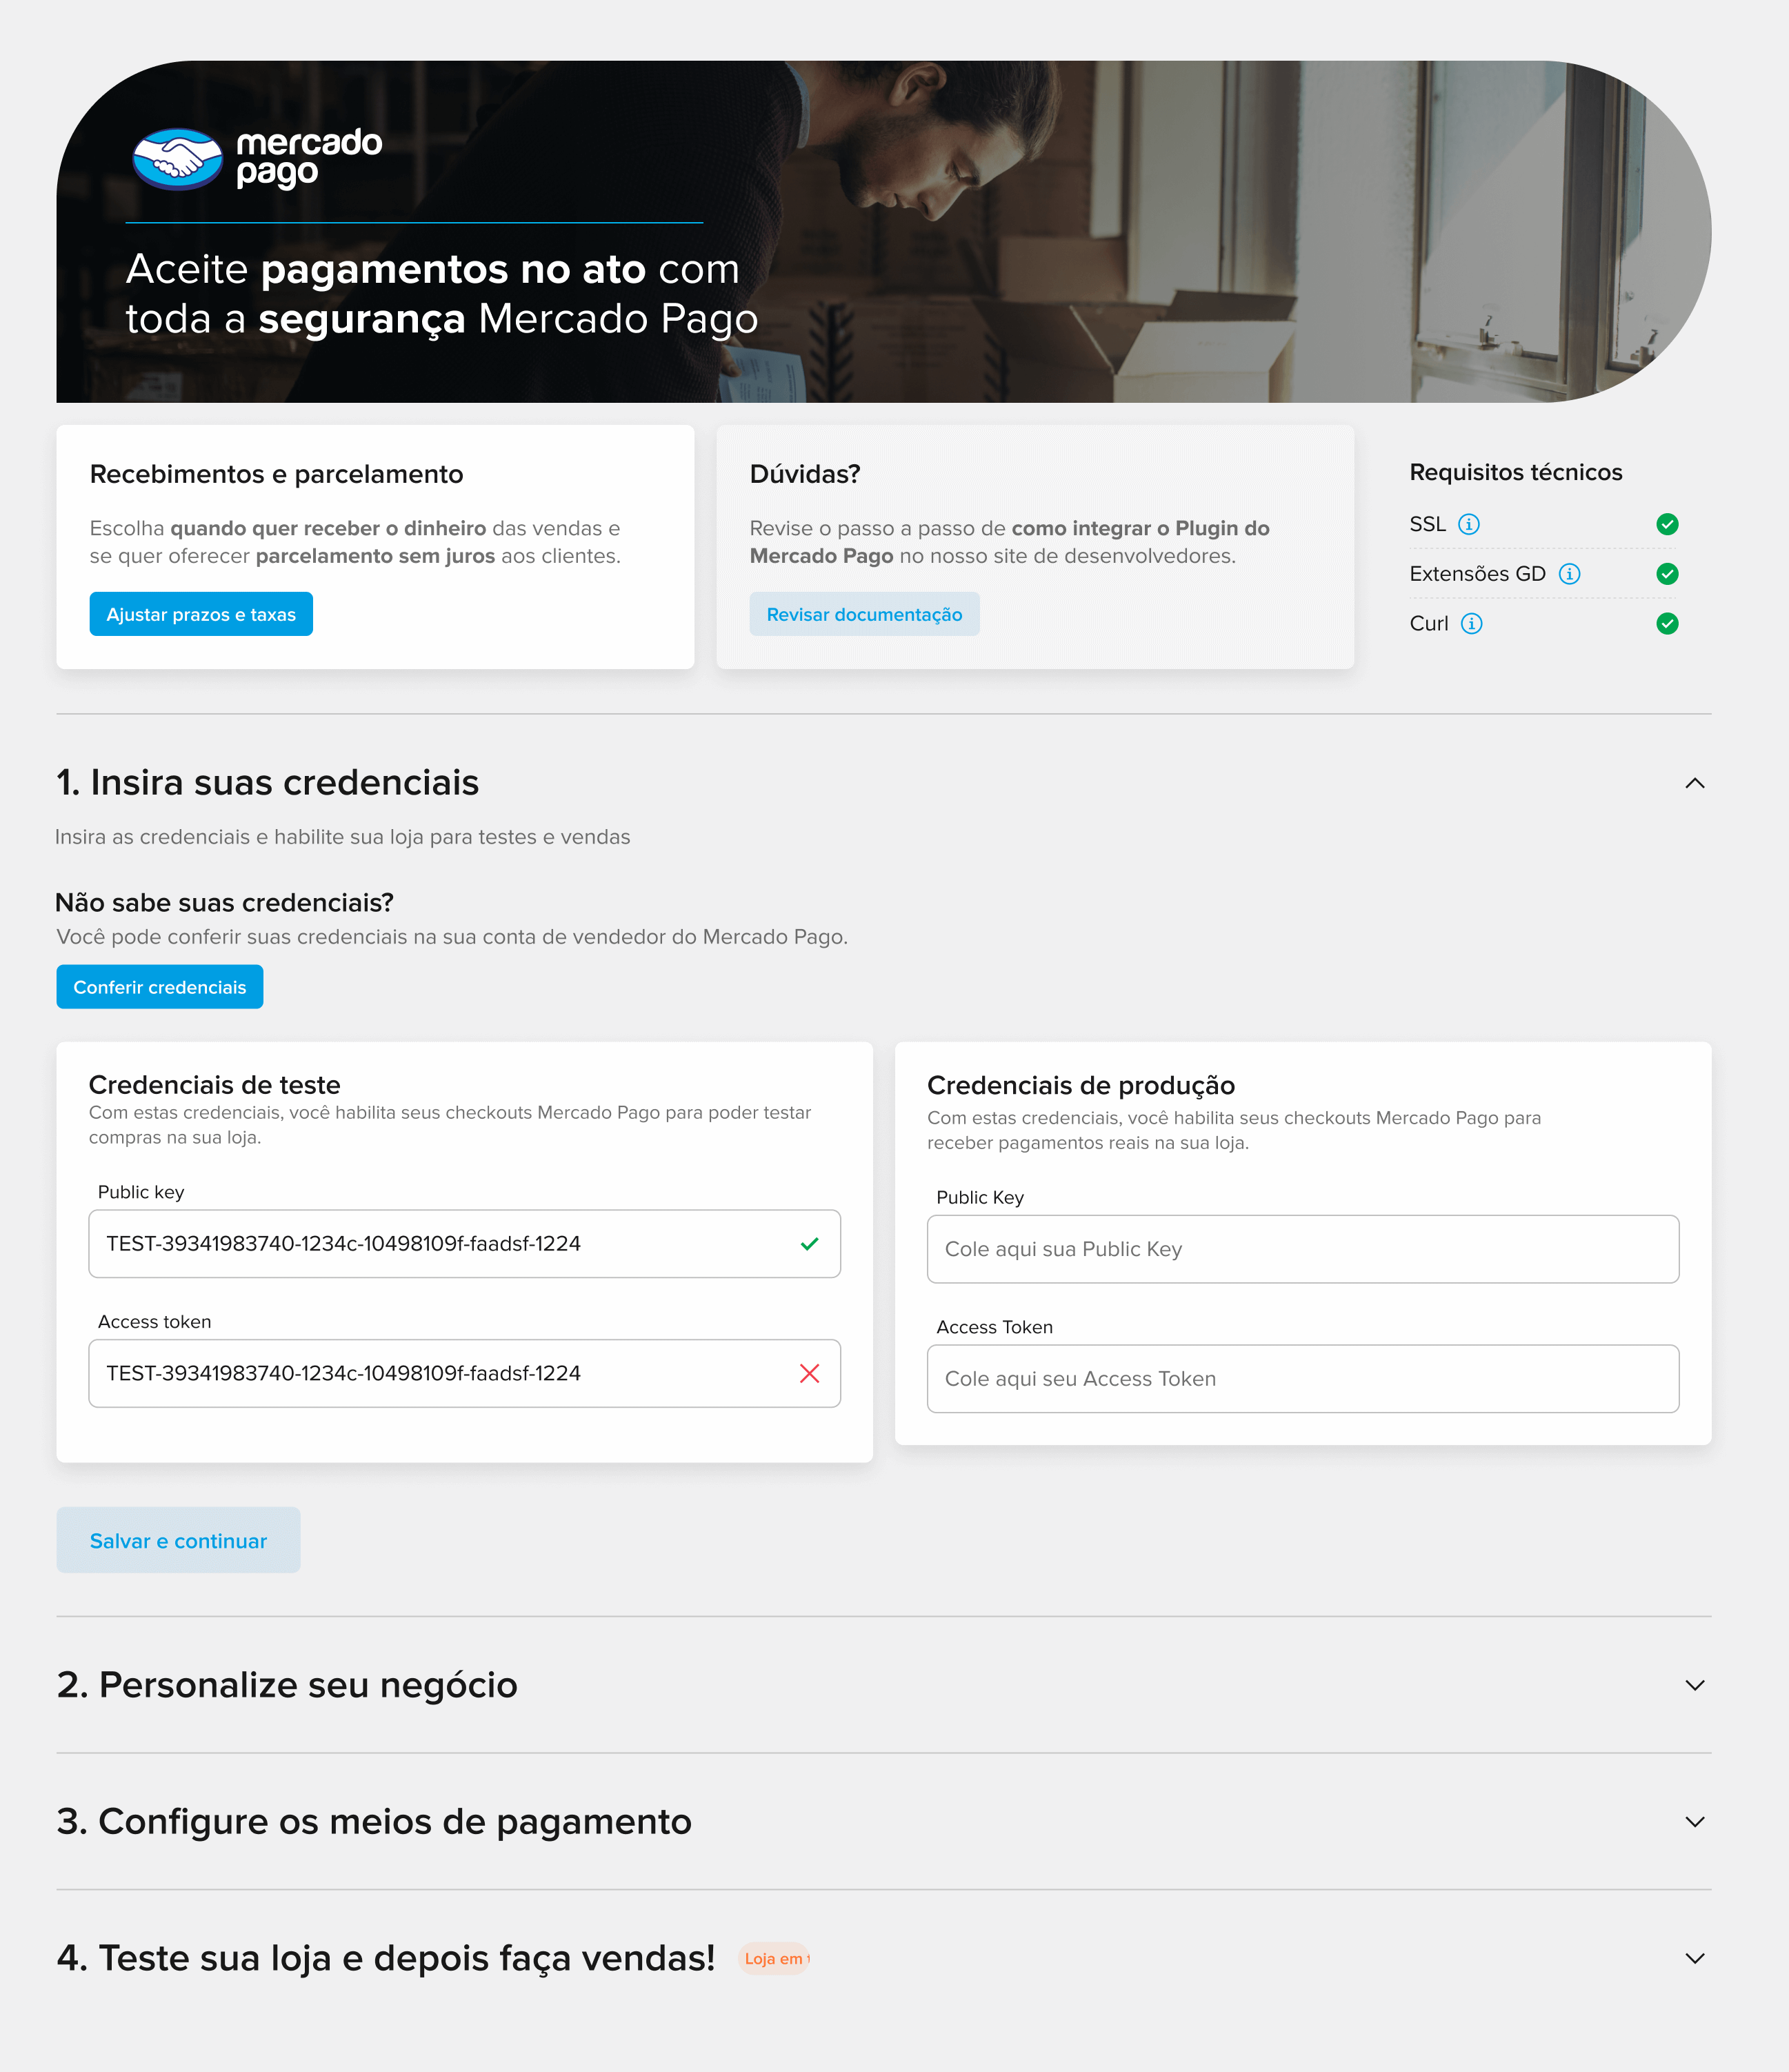 mercado
pago
Aceite pagamentos no ato com
toda a segurança Mercado Pago
Recebimentos e parcelamento
Escolha quando quer receber o dinheiro das vendas e
se quer oferecer parcelamento sem juros aos clientes.
Ajustar prazos e taxas
Dúvidas?
Revise o passo a passo de como integrar o Plugin do
Mercado Pago no nosso site de desenvolvedores.
Revisar documentação
Requisitos técnicos
SSL
Extensões GD
Curl
1. Insira suas credenciais
Insira as credenciais e habilite sua loja para testes e vendas
Não sabe suas credenciais?
Você pode conferir suas credenciais na sua conta de vendedor do Mercado Pago.
Conferir credenciais
Credenciais de teste
Com estas credenciais, você habilita seus checkouts Mercado Pago para poder testar
compras na sua loja.
Public key
TEST-39341983740-1234c-10498109f-faadsf-1224
Access token
TEST-39341983740-1234c-10498109f-faadsf-1224
Credenciais de produção
Com estas credenciais, você habilita seus checkouts Mercado Pago para
receber pagamentos reais na sua loja.
Public Key
Cole aqui sua Public Key
Access Token
Cole aqui seu Access Token
Salvar e continuar
2. Personalize seu negócio
3. Configure os meios de pagamento
4. Teste sua loja e depois faça vendas!
Loja em